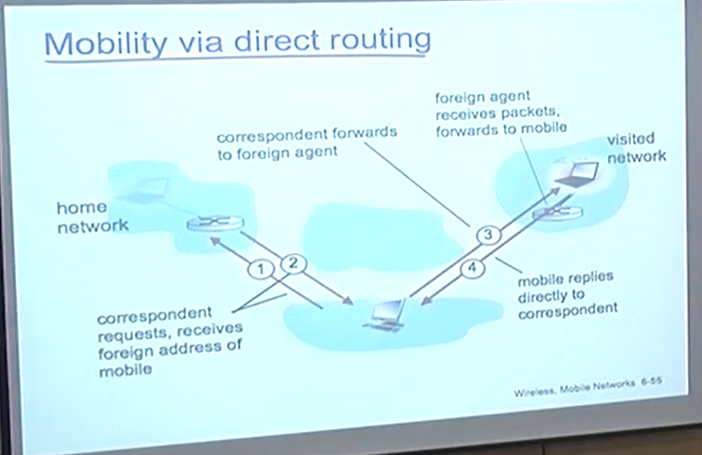 Mobility via direct routing
foreign agent
receives packets,
forwards to mobile
correspondent forwards
to foreign agent
visited
network
home
network
3
1
2
4
mobile replies
directly to
correspondent
correspondent
requests, receives
foreign address of
mobile
Wireless, Mobile Networks 6-55